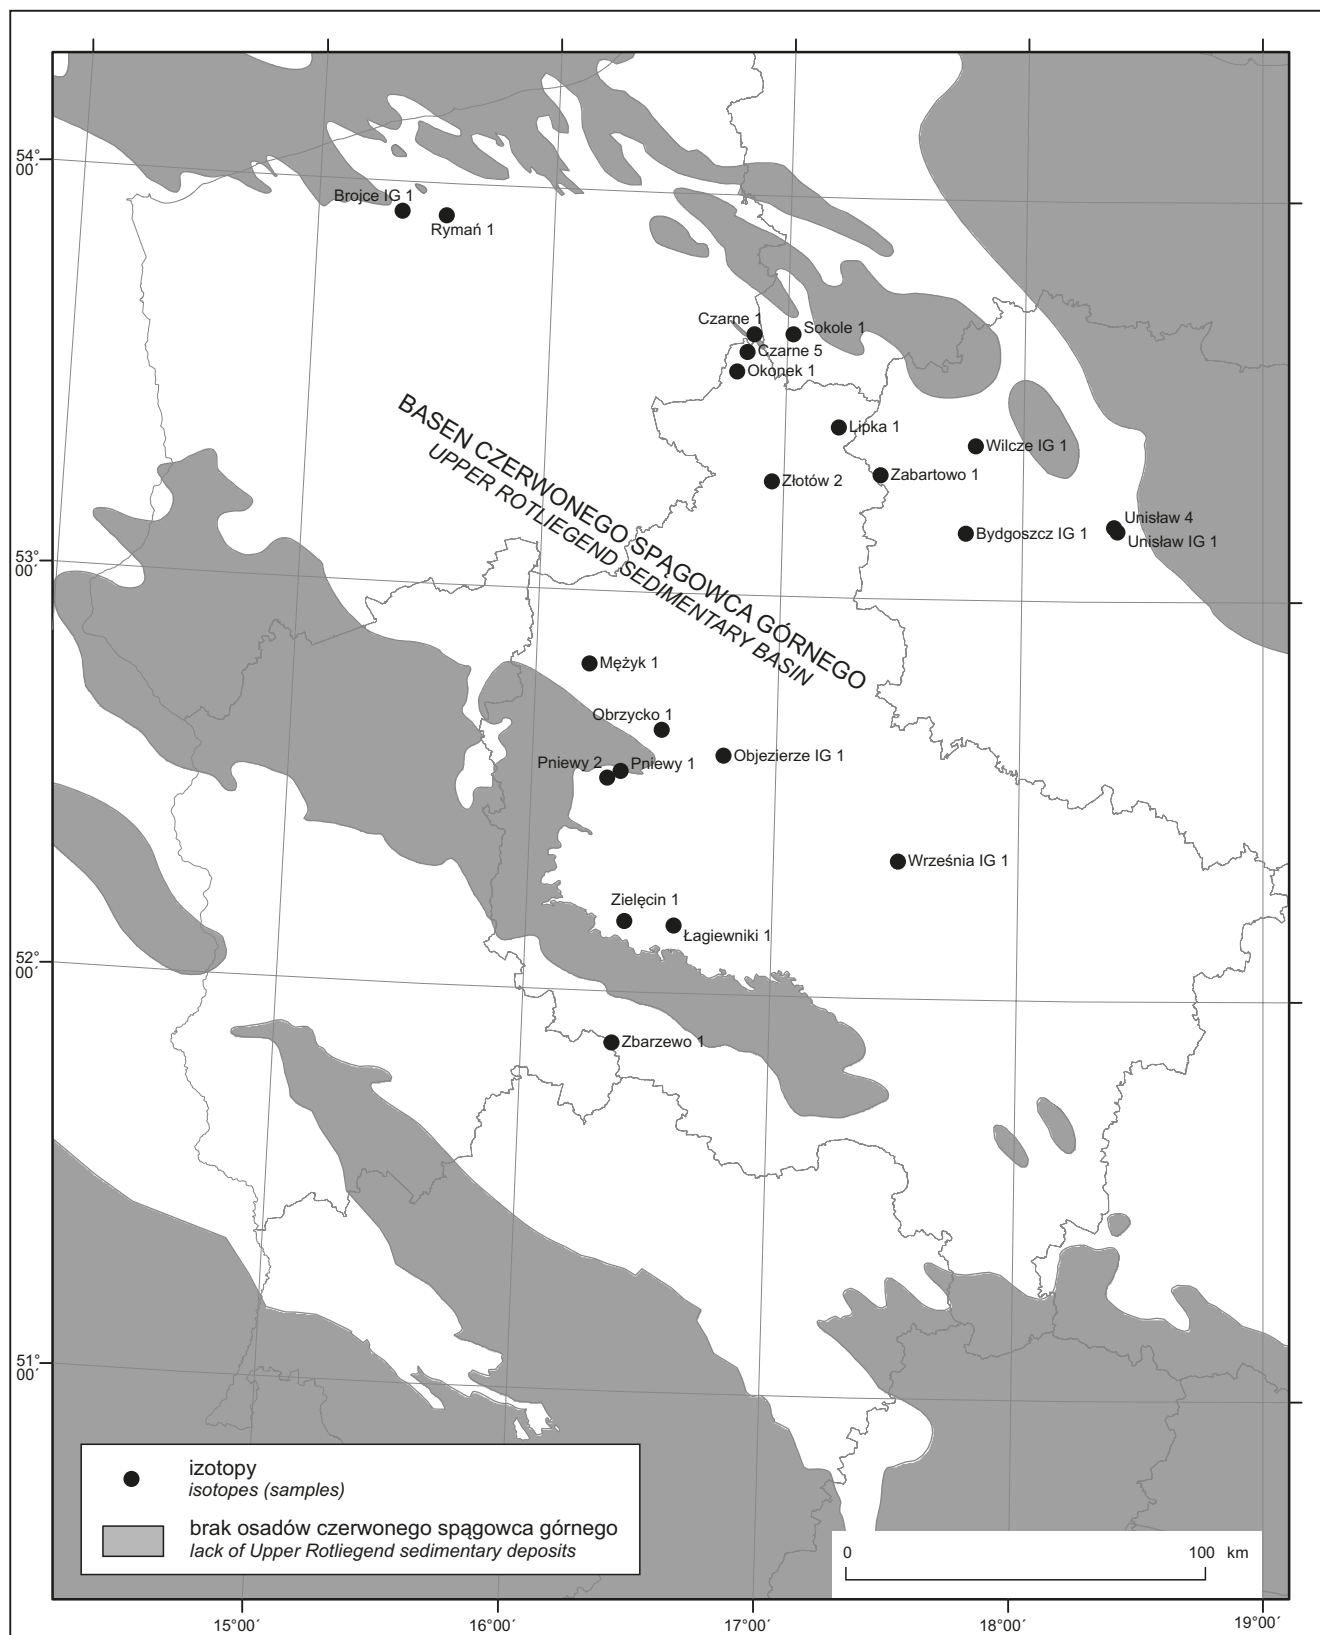 54°
00´
Brojce IG 1
Rymań 1
Czarne 1
Sokole 1
Czarne 5
Okonek 1
BASEN CZERWONEGO SPĄGOWCA GÓRNEGO
UPPER ROTLIEGEND SEDIMENTARY BASIN
Lipka 1
Wilcze IG 1
Złotów 2
Zabartowo 1
Unisław 4
Bydgoszcz IG 1
Unisław IG 1
53°
00´
Mężyk 1
Obrzycko 1
Objezierze IG 1
Pniewy 2
Pniewy 1
Września IG 1
Zielęcin 1
Łagiewniki 1
52°
00´
Zbarzewo 1
51°
00´
izotopy
isotopes (samples)
brak osadów czerwonego spągowca górnego
lack of Upper Rotliegend sedimentary deposits
0 100 km
15°00´ 16°00´ 17°00´ 18°00´ 19°00´